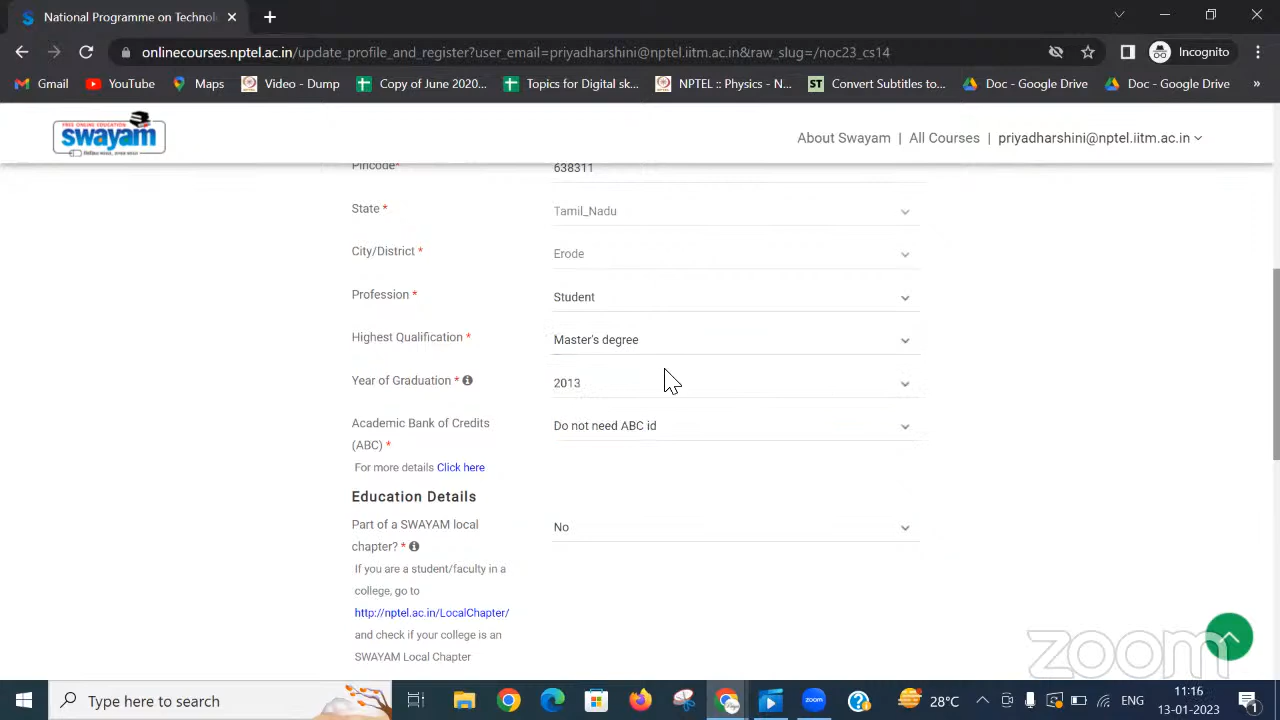 National Programme on Technol
onlinecourses.nptel.ac.in/update_profile_and_register?user_email=priyadharshini@nptel.iitm.ac.in&raw_slug=/noc23_cs14
Incognito
Gmail YouTube Maps Video - Dump Copy of June 2020... Trainee for Digital sk... NPTEL : Physics - N... Convert Subtitles to... Doc - Google Drive Doc - Google D »
FREE ONLINE EDUCATION
swayam
About Swayam | All Courses | priyadharshini@nptel.iitm.ac.in
Pincode* 638311
State * Tamil_Nadu
City/District * Erode
Profession * Student
Highest Qualification * Master's degree
Year of Graduation * 2013
Academic Bank of Credits Do not need ABC id
(ABC) *
For more details Click here
Education Details
Part of a SWAYAM local No
chapter? *
If you are a student/faculty in a
college, go to
http://nptel.ac.in/LocalChapter/
and check if your college is an
SWAYAM Local Chapter
zoom
Type here to search
zoom
28°C ENG 11:16
13-01-2023
1